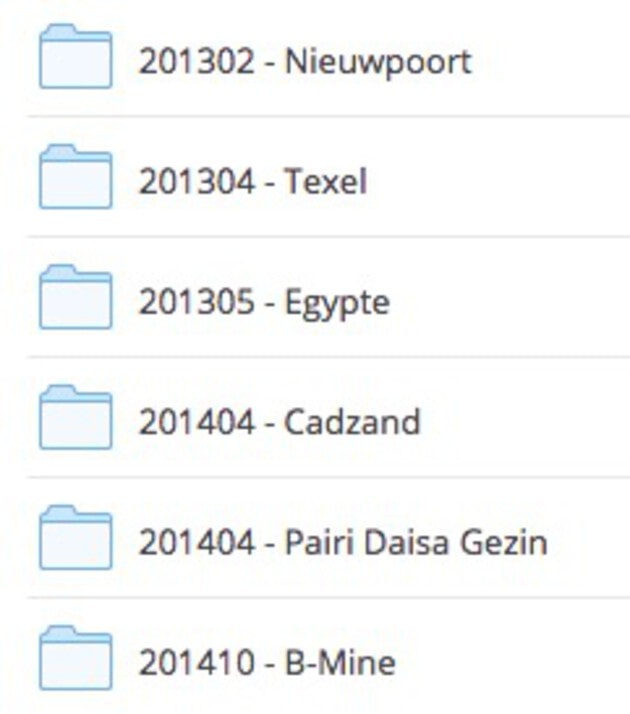 201302 - Nieuwpoort
201304 - Texel
201305 - Egypte
201404 - Cadzand
201404 - Pairi Daisa Gezin
201410 - B-Mine